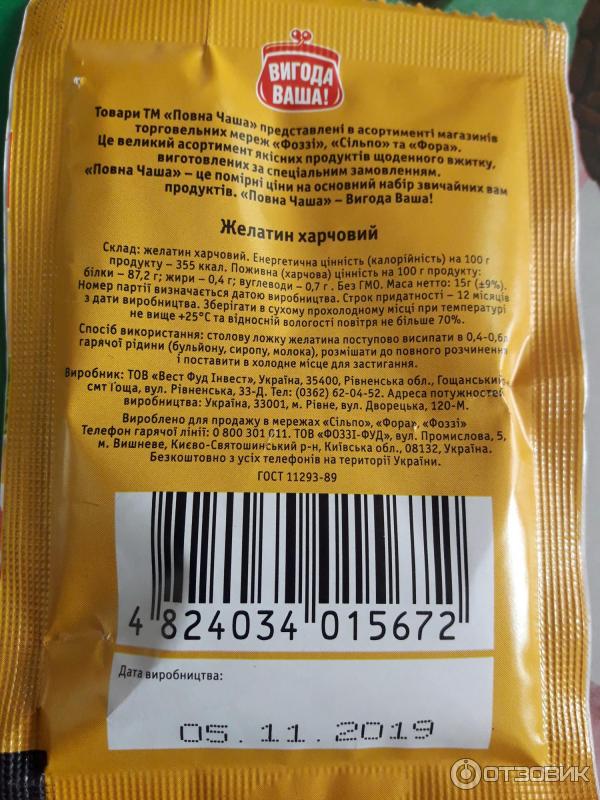 ВИГОДА
ВАША!
Товари ТМ «Повна Чаша» представлені в асортименті магазинів
торговельних мереж «Фоззі», «Сільпо» та «Фора».
Це великий асортимент якісних продуктів щоденного вжитку,
виготовлених за спеціальним замовленням.
«Повна Чаша» – це помірні ціни на основний набір звичайних вам
продуктів. «Повна Чаша» – Вигода Ваша!
Желатин харчовий
Склад: желатин харчовий. Енергетична цінність (калорійність) на 100 г
продукту – 355 ккал. Поживна (харчова) цінність на 100 г продукту:
білки – 87,2 г; жири – 0,4 г; вуглеводи – 0,7 г . Без ГМО. Маса нетто: 15г (±9%).
Номер партії визначається датою виробництва. Строк придатності – 12 місяців
з дати виробництва. Зберігати в сухому прохолодному місці при температурі
не вище +25°C та відносній вологості повітря не більше 70%.
Спосіб використання: столову ложку желатина поступово висипати в 0,4-0,6л
гарячої рідини (бульйону, сиропу, молока), розмішати до повного розчинення
і поставити в холодне місце для застигання.
Виробник: ТОВ «Вест Фуд Інвест», Україна, 35400, Рівненська обл., Гощанський
смт Гоща, вул. Рівненська, 33-Д. Тел: (0362) 62-04-52. Адреса потужностей
виробництва: Україна, 33001, м. Рівне, вул. Дворецька, 120-М.
Вироблено для продажу в мережах «Сільпо», «Фора», «Фоззі»
Телефон гарячої лінії: 0 800 301 011. ТОВ «ФОЗЗІ-ФУД», вул. Промислова, 5,
м. Вишневе, Києво-Святошинський р-н, Київська обл., 08132, Україна.
Безкоштовно з усіх телефонів на території України.
ГОСТ 11293-89
4 824034 015672
Дата виробництва:
05.11.2019
ОТЗОВИК